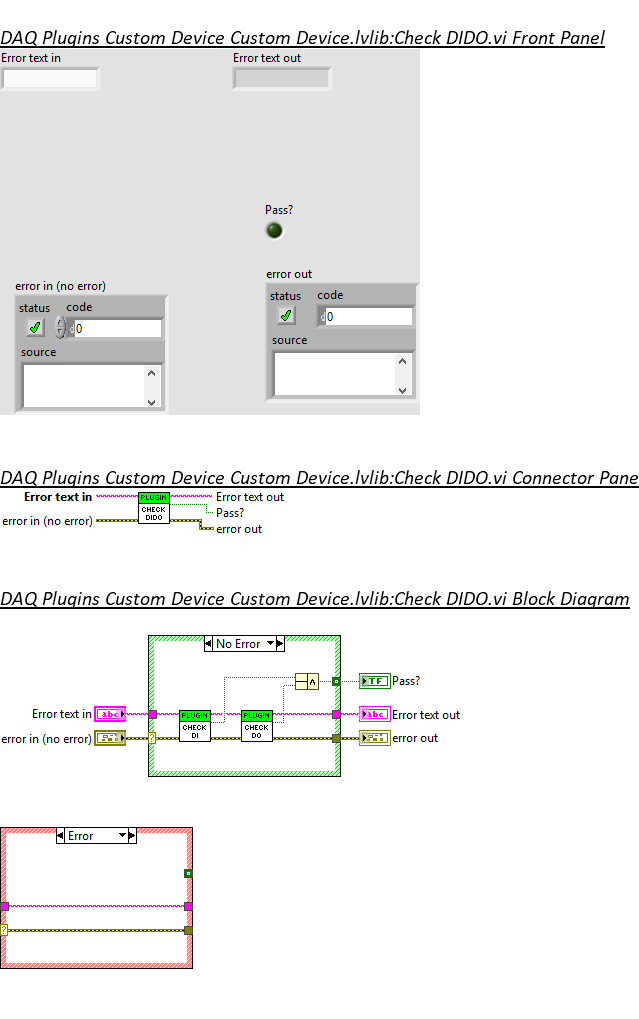 DAQ Plugins Custom Device Custom Device.lvlib:Check DIDO.vi Front Panel
Error text in
Error text out
Pass?
error in (no error)
status
code
d
0
source
error out
status
code
d
0
source
DAQ Plugins Custom Device Custom Device.lvlib:Check DIDO.vi Connector Pane
Error text in
error in (no error)
PLUGIN
CHECK
DIDO
Error text out
Pass?
error out
DAQ Plugins Custom Device Custom Device.lvlib:Check DIDO.vi Block Diagram
No Error
TF
Pass?
Error text in
abc
PLUGIN
CHECK
DI
PLUGIN
CHECK
DO
abc
Error text out
error in (no error)
?
error out
Error
?